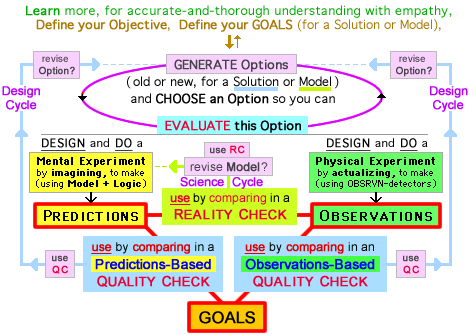 Learn more, for accurate-and-thorough understanding with empathy,
Define your Objective, Define your GOALS (for a Solution or Model),
revise
Option?
GENERATE Options
revise
Option?
(old or new, for a Solution or Model)
and CHOOSE an Option so you can
Design
Cycle
Design
Cycle
EVALUATE this Option
DESIGN and DO a
Mental Experiment
by imagining, to make
(using Model + Logic)
use RC
revise Model?
Science Cycle
DESIGN and DO a
Physical Experiment
by actualizing, to make
(using OBSRVN-detectors)
PREDICTIONS
use by comparing in a
REALITY CHECK
OBSERVATIONS
use
QC
use by comparing in a
Predictions-Based
QUALITY CHECK
use by comparing in an
Observations-Based
QUALITY CHECK
use
QC
GOALS